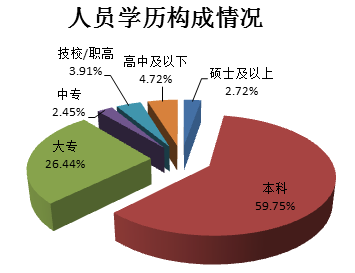 人员学历构成情况
技校/职高
3.91%
高中及以下
4.72%
硕士及以上
2.72%
中专
2.45%
大专
26.44%
本科
59.75%